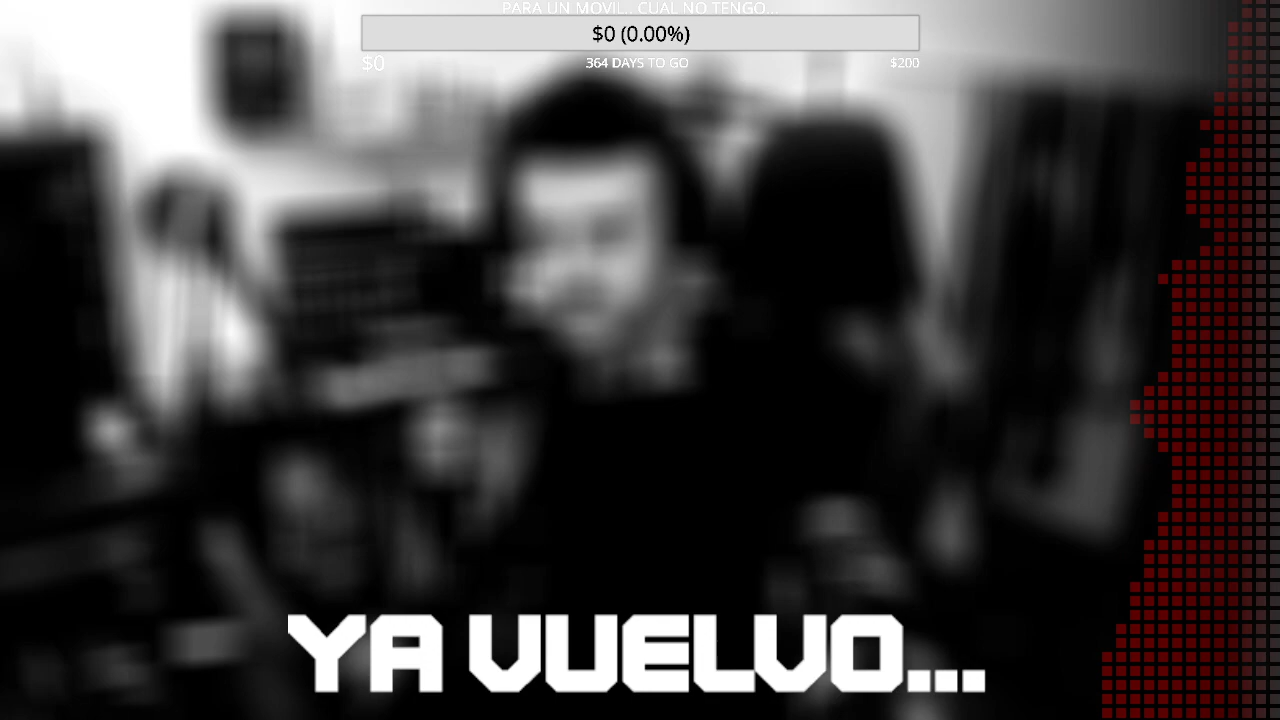 PARA UN MOVIL.. CUAL NO TENGO...
$0 (0.00%)
$0 364 DAYS TO GO $200
YA VUELVO...